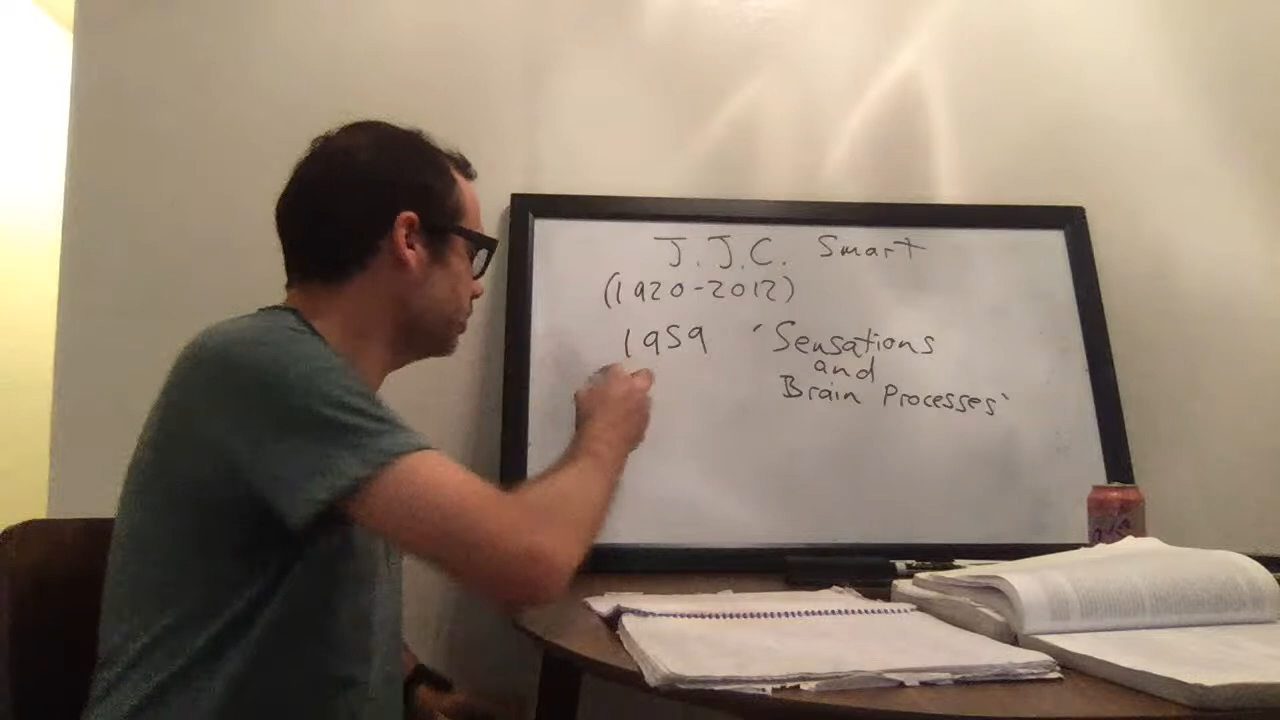 J.J.C. Smart
(1920-2012)
1959 'Sensations
and
Brain Processes'